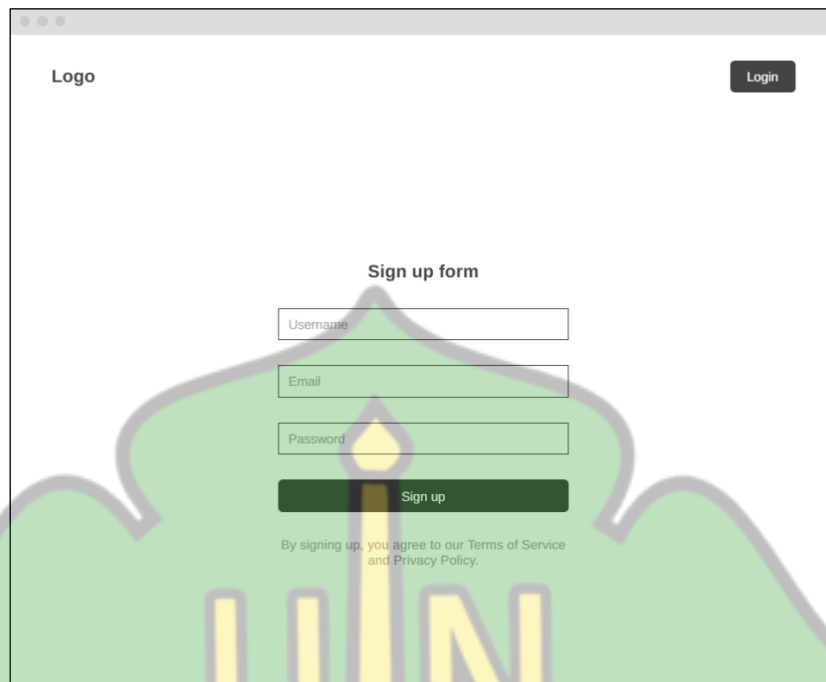 Logo
Login
Sign up form
Username
Email
Password
Sign up
By signing up, you agree to our Terms of Service
and Privacy Policy.
UIN